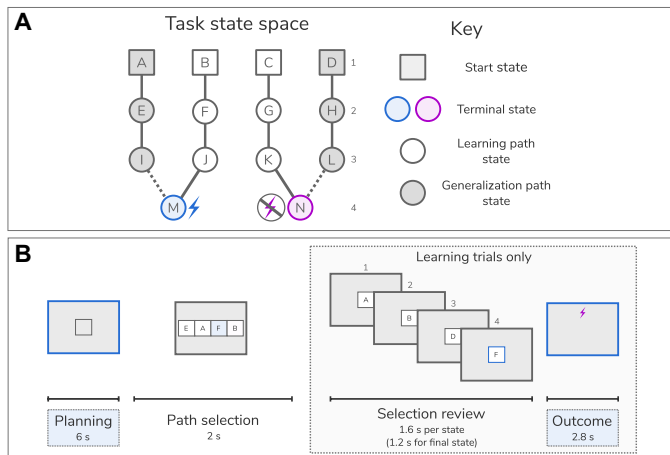 A
Task state space
Key
A B C D 1
Start state
E F G H 2
Terminal state
I J K L 3
Learning path
state
M N 4
Generalization path
state
B
Learning trials only
1
A
2
B
3
D
4
F
E A F B
Planning
6 s
Path selection
2 s
Selection review
1.6 s per state
(1.2 s for final state)
Outcome
2.8 s